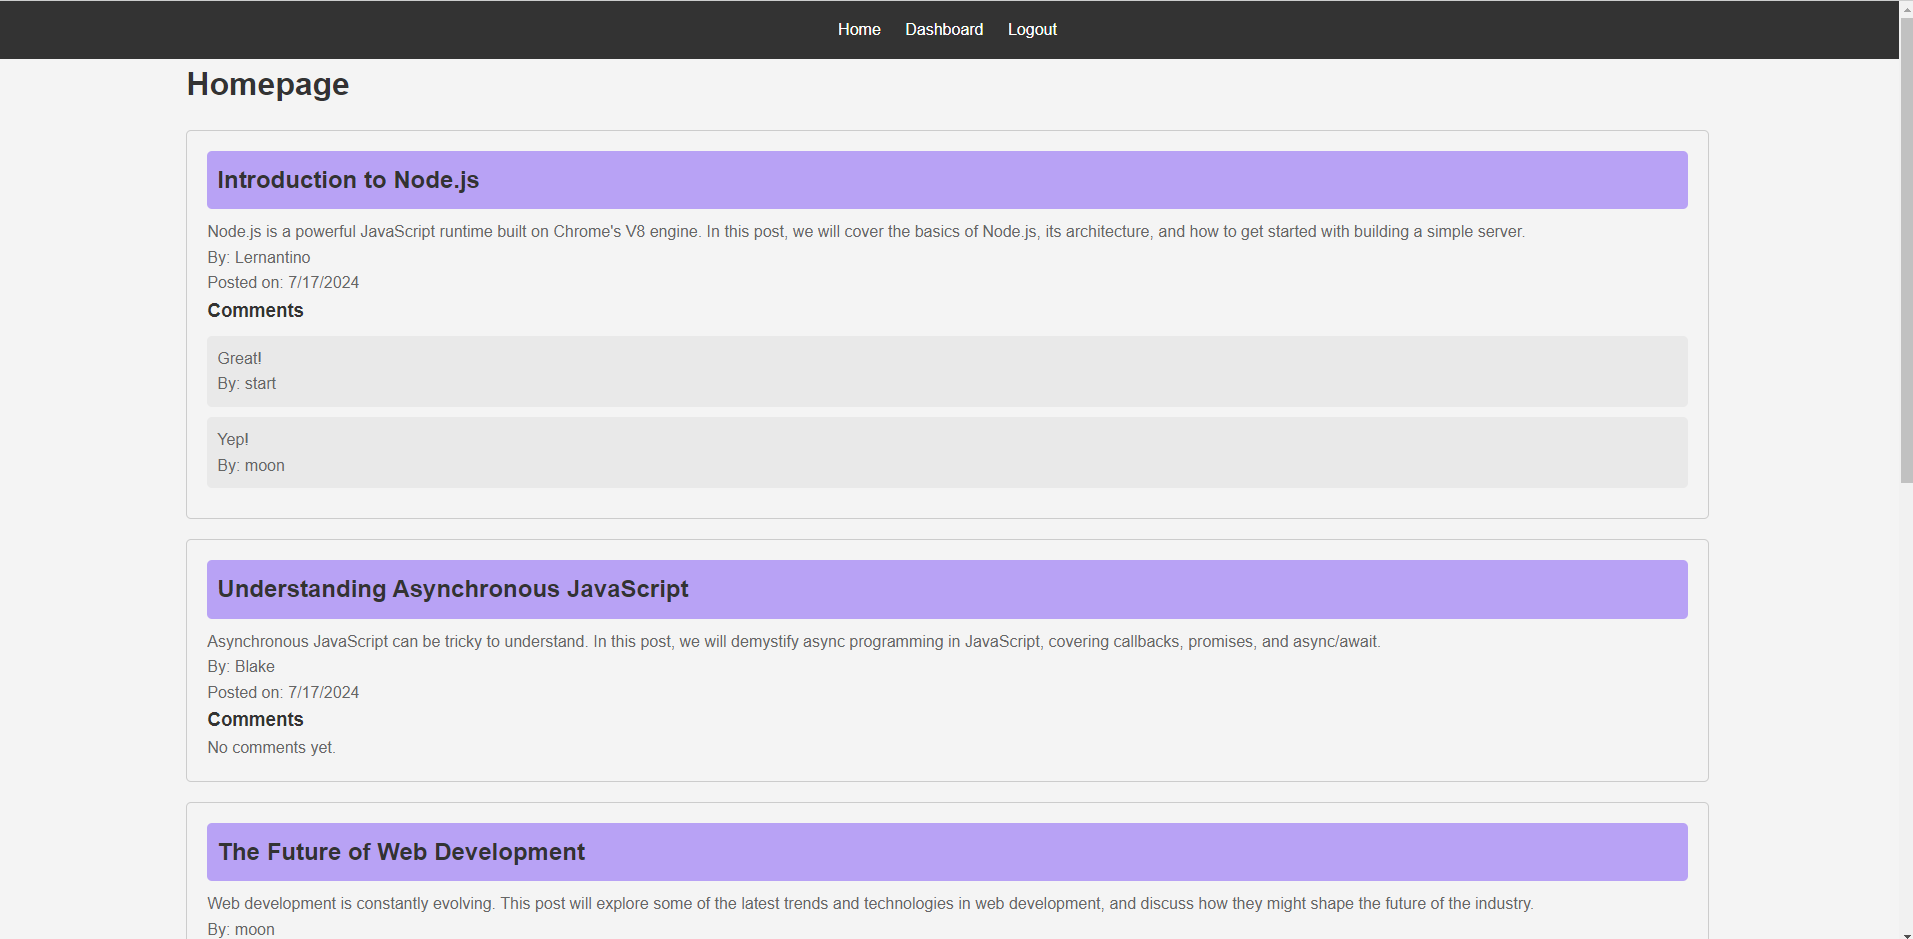 Home Dashboard Logout
Homepage
Introduction to Node.js
Node.js is a powerful JavaScript runtime built on Chrome's V8 engine. In this post, we will cover the basics of Node.js, its architecture, and how to get started with building a simple server.
By: Lernantino
Posted on: 7/17/2024
Comments
Great!
By: start
Yep!
By: moon
Understanding Asynchronous JavaScript
Asynchronous JavaScript can be tricky to understand. In this post, we will demystify async programming in JavaScript, covering callbacks, promises, and async/await.
By: Blake
Posted on: 7/17/2024
Comments
No comments yet.
The Future of Web Development
Web development is constantly evolving. This post will explore some of the latest trends and technologies in web development, and discuss how they might shape the future of the industry.
By: moon